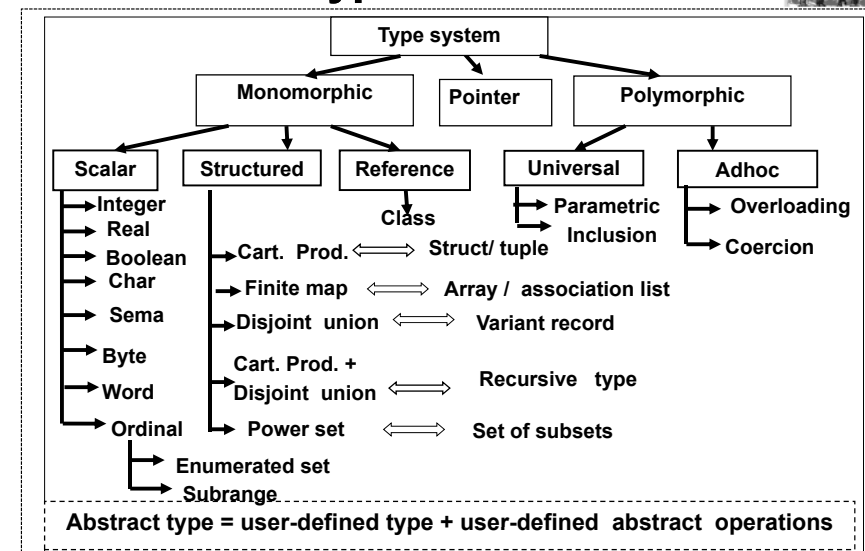 Type system
Monomorphic
Pointer
Polymorphic
Scalar
Structured
Reference
Universal
Adhoc
Integer
Real
Boolean
Char
Sema
Byte
Word
Ordinal
Enumerated set
Subrange
Class
Cart. Prod. Struct/ tuple
Finite map Array / association list
Disjoint union Variant record
Cart. Prod. +
Disjoint union Recursive type
Power set Set of subsets
Parametric
Inclusion
Overloading
Coercion
Abstract type = user-defined type + user-defined abstract operations